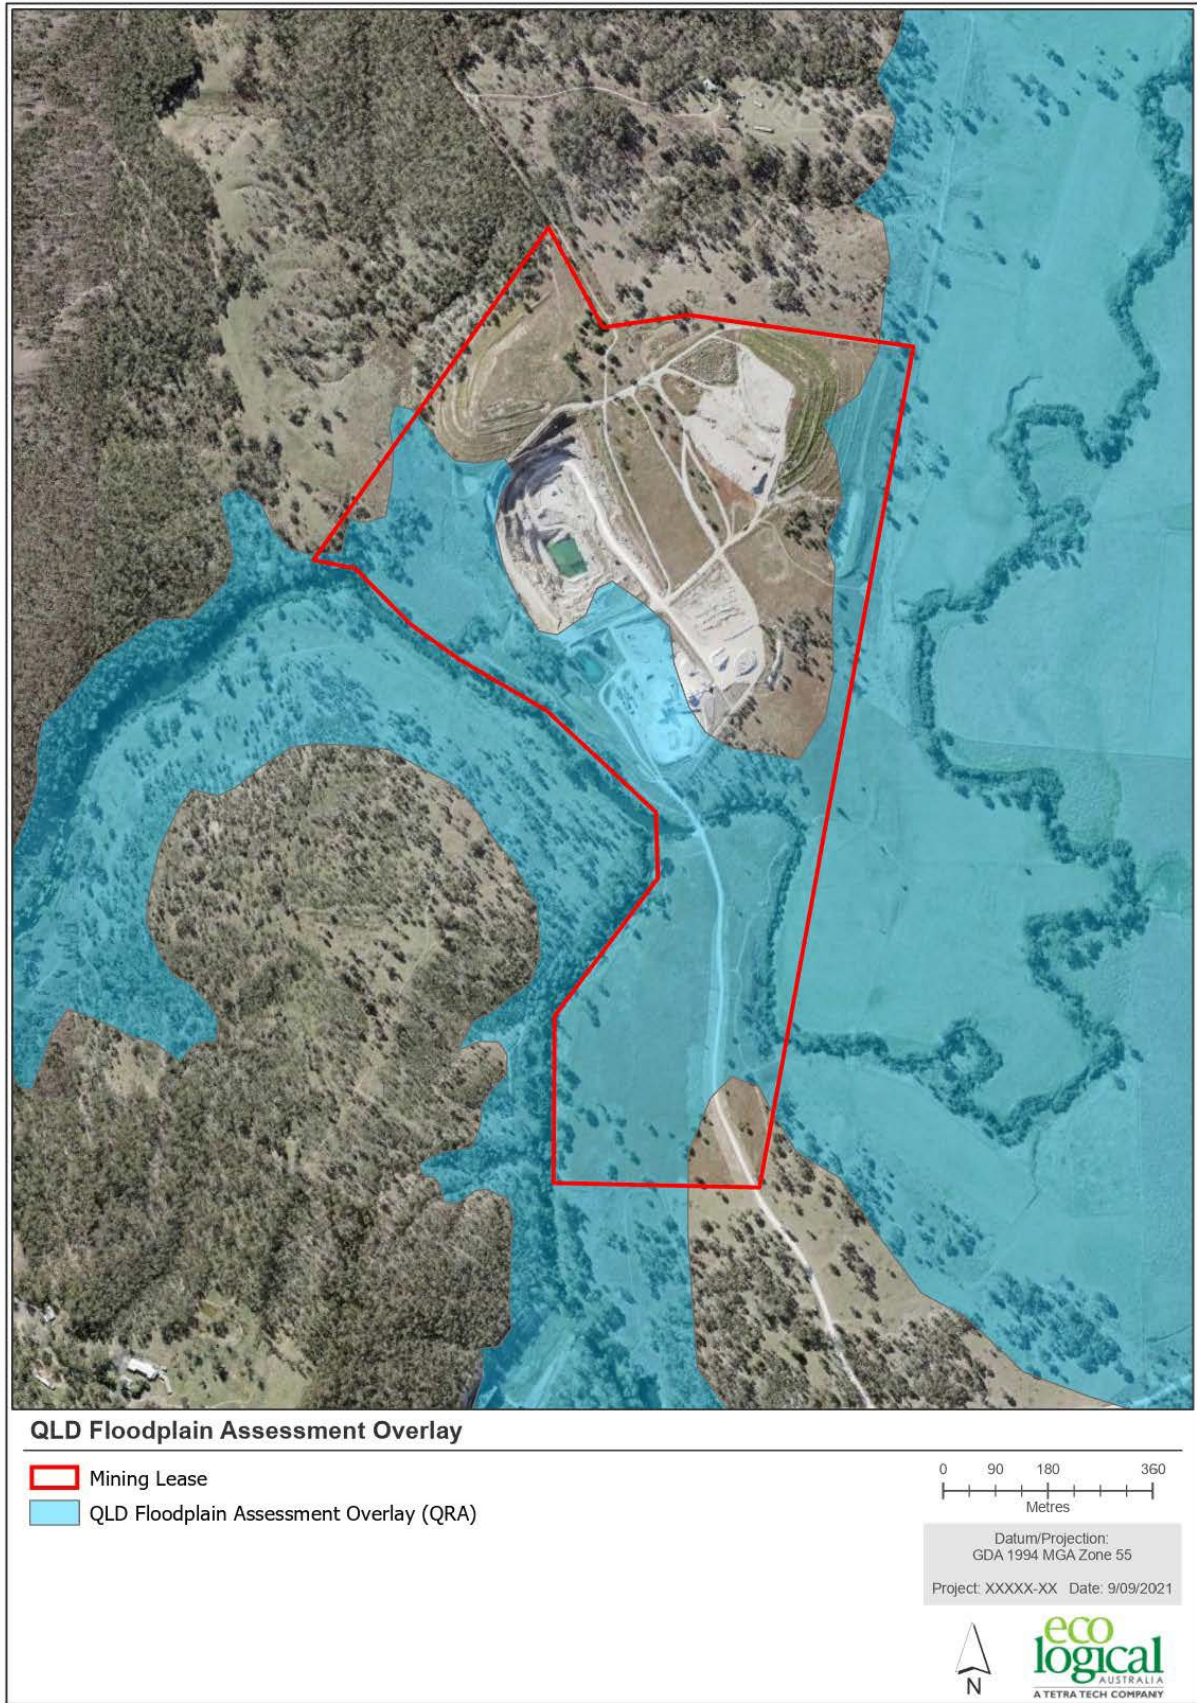 QLD Floodplain Assessment Overlay
Mining Lease
QLD Floodplain Assessment Overlay (QRA)
0 90 180 360
Metres
Datum/Projection:
GDA 1994 MGA Zone 55
Project: XXXXX-XX Date: 9/09/2021
N
eco
logical
AUSTRALIA
A TETRA TECH COMPANY